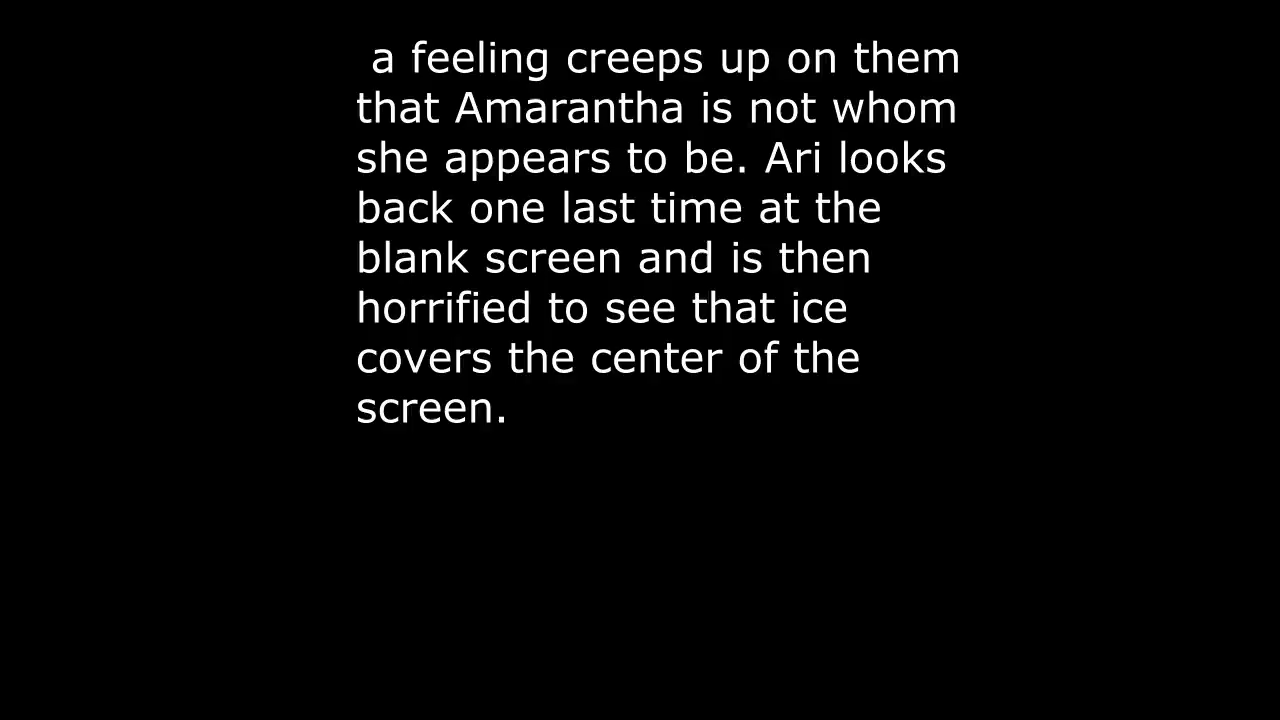 a feeling creeps up on them
that Amarantha is not whom
she appears to be. Ari looks
back one last time at the
blank screen and is then
horrified to see that ice
covers the center of the
screen.